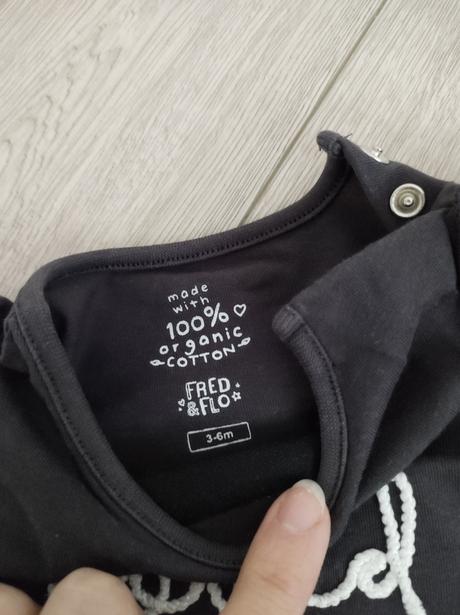 made
with
100%
organic
COTTON
FRED
&FLO
3-6m